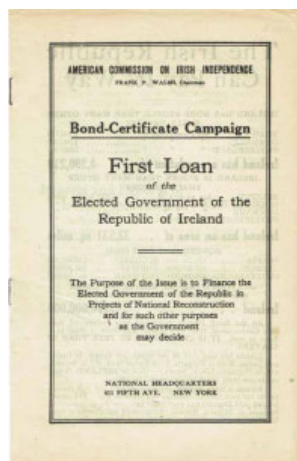 AMERICAN COMMISSION ON IRISH INDEPENDENCE
FRANK P. WALSH, Chairman
Bond-Certificate Campaign
First Loan
of the
Elected Government of the
Republic of Ireland
The Purpose of the Issue is to Finance the
Elected Government of the Republic in
Projects of National Reconstruction
and for such other purposes
as the Government
may decide
NATIONAL HEADQUARTERS
411 FIFTH AVE. NEW YORK